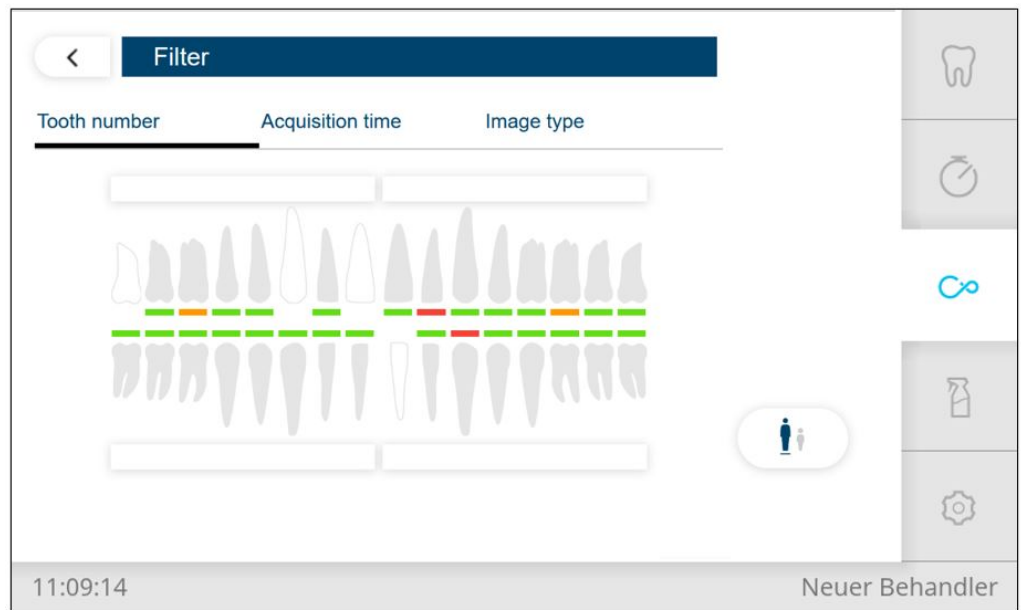 Filter
Tooth number Acquisition time Image type
11:09:14 Neuer Behandler